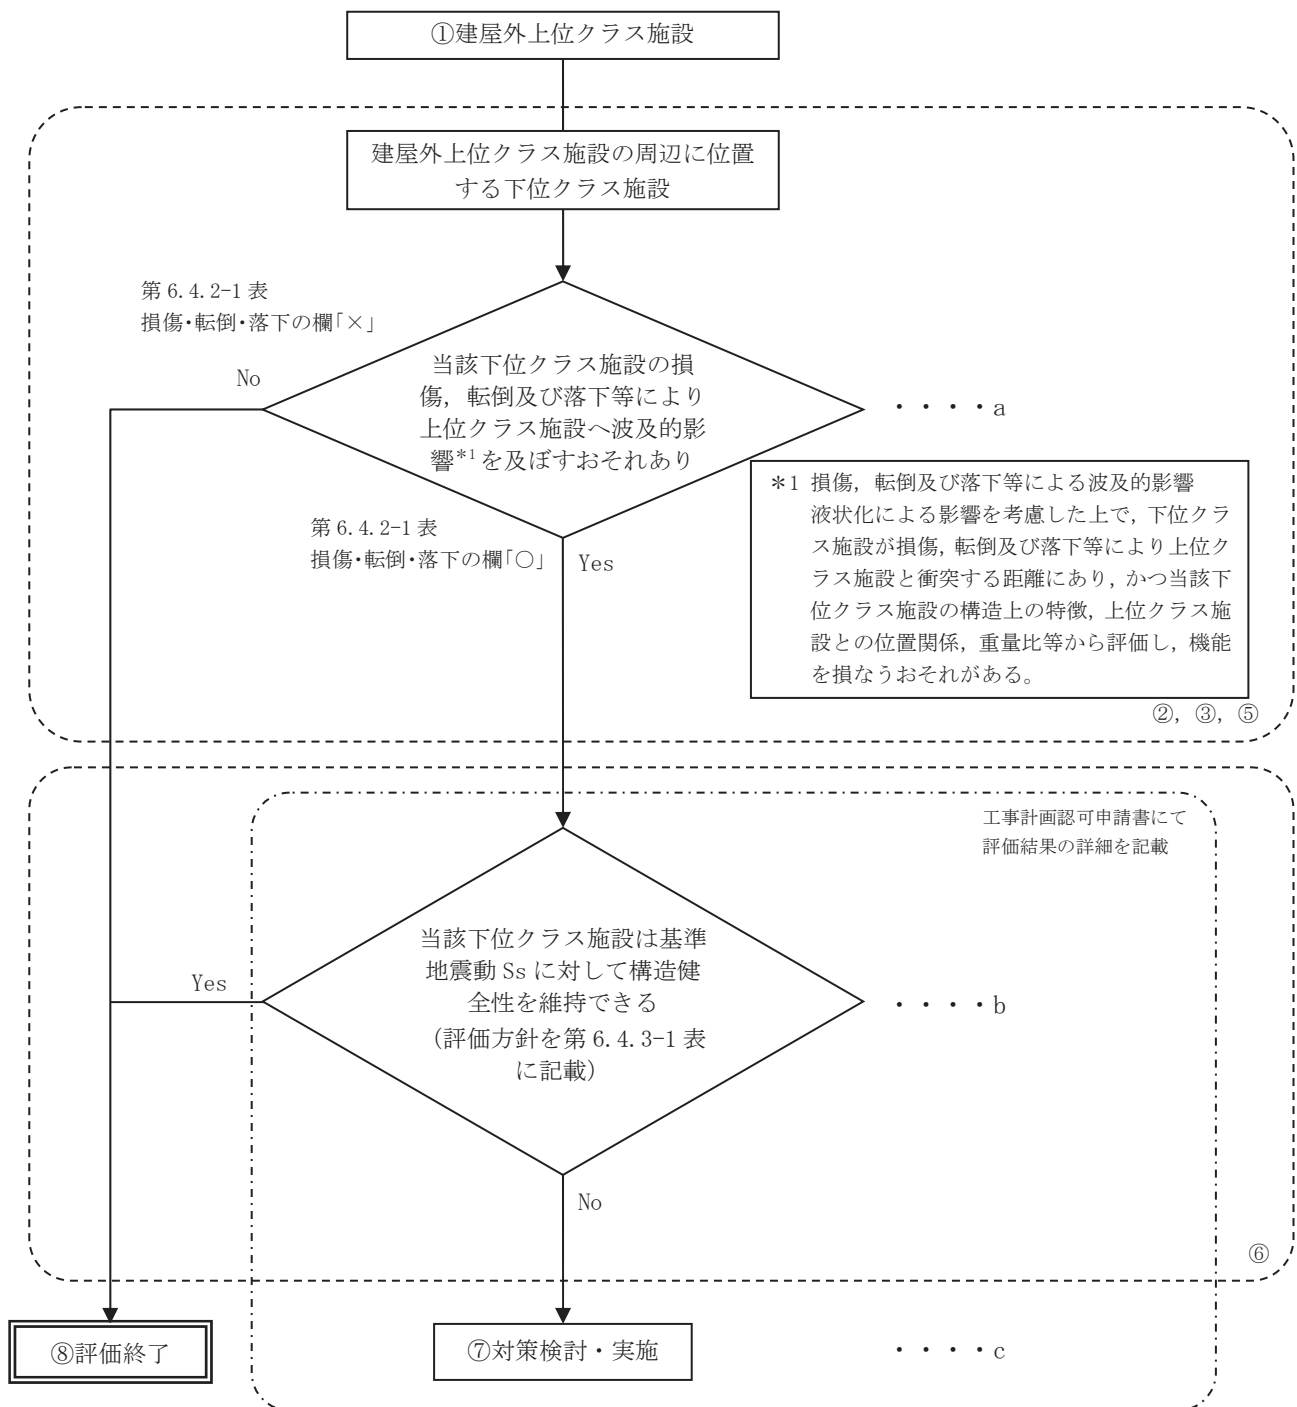 ①建屋外上位クラス施設
建屋外上位クラス施設の周辺に位置
する下位クラス施設
第 6.4.2-1 表
損傷・転倒・落下の欄「×」
No
当該下位クラス施設の損
傷，転倒及び落下等により
上位クラス施設へ波及的影
響*1を及ぼすおそれあり
・・・・a
第 6.4.2-1 表
損傷・転倒・落下の欄「○」
Yes
＊1 損傷，転倒及び落下等による波及的影響
液状化による影響を考慮した上で，下位クラ
ス施設が損傷，転倒及び落下等により上位ク
ラス施設と衝突する距離にあり，かつ当該下
位クラス施設の構造上の特徴，上位クラス施
設との位置関係，重量比等から評価し，機能
を損なうおそれがある。
②，③，⑤
工事計画認可申請書にて
評価結果の詳細を記載
当該下位クラス施設は基準
地震動 Ss に対して構造健
全性を維持できる
（評価方針を第 6.4.3-1 表
に記載）
Yes
・・・・b
No
⑥
⑧評価終了
⑦対策検討・実施
・・・・c